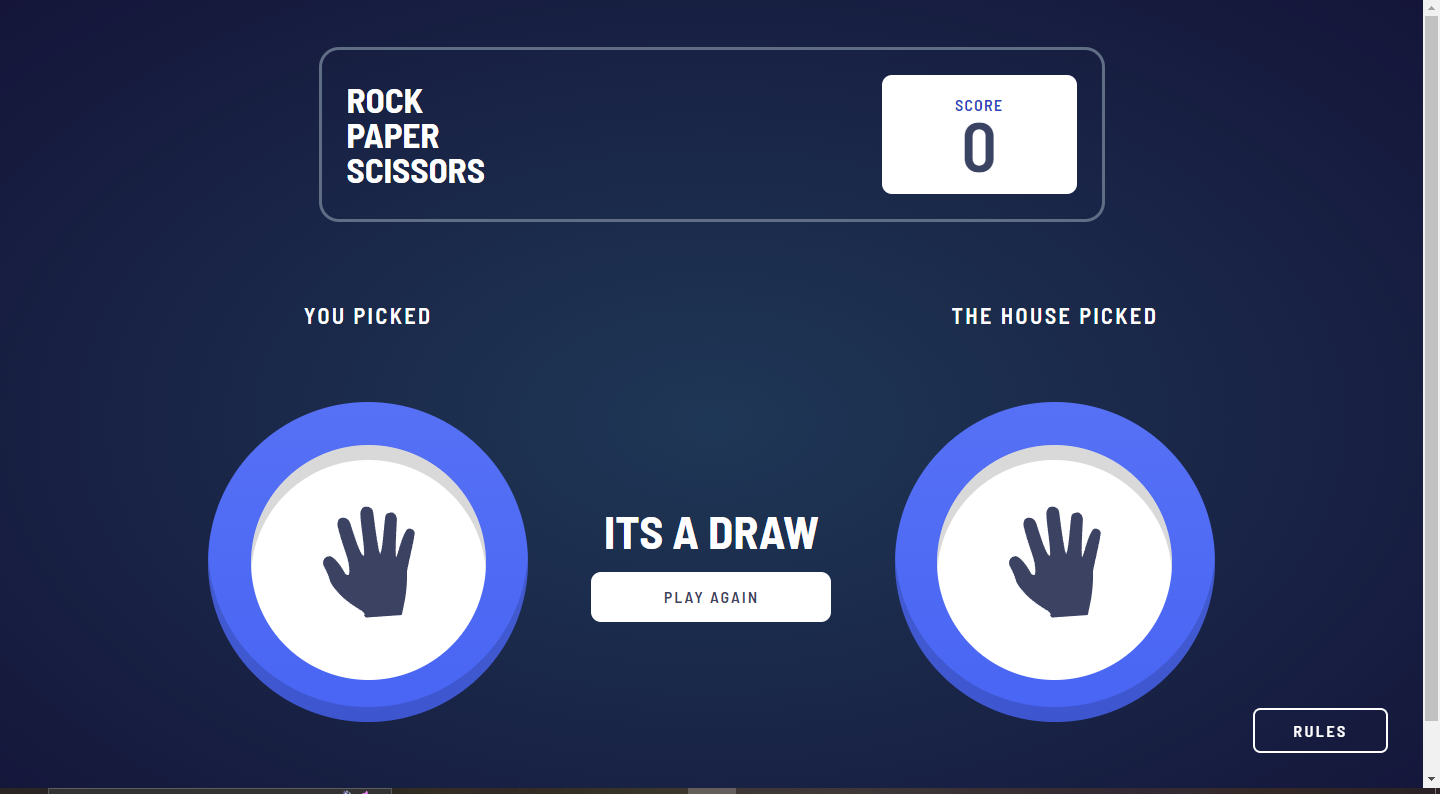 ROCK
PAPER
SCISSORS
SCORE
0
YOU PICKED
THE HOUSE PICKED
ITS A DRAW
PLAY AGAIN
RULES